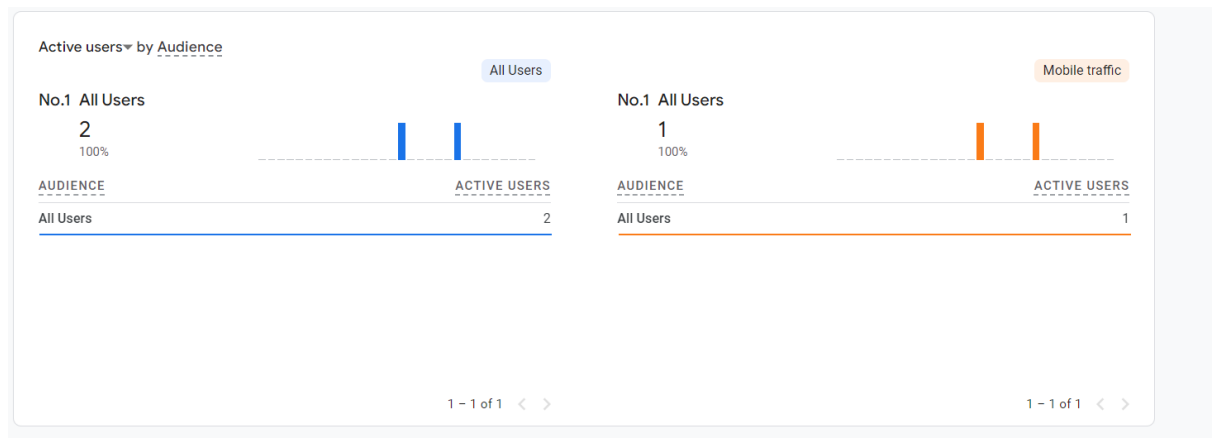 Active users by Audience
All Users
No.1 All Users
2
100%
AUDIENCE ACTIVE USERS
All Users 2
1 – 1 of 1
Mobile traffic
No.1 All Users
1
100%
AUDIENCE ACTIVE USERS
All Users 1
1 – 1 of 1